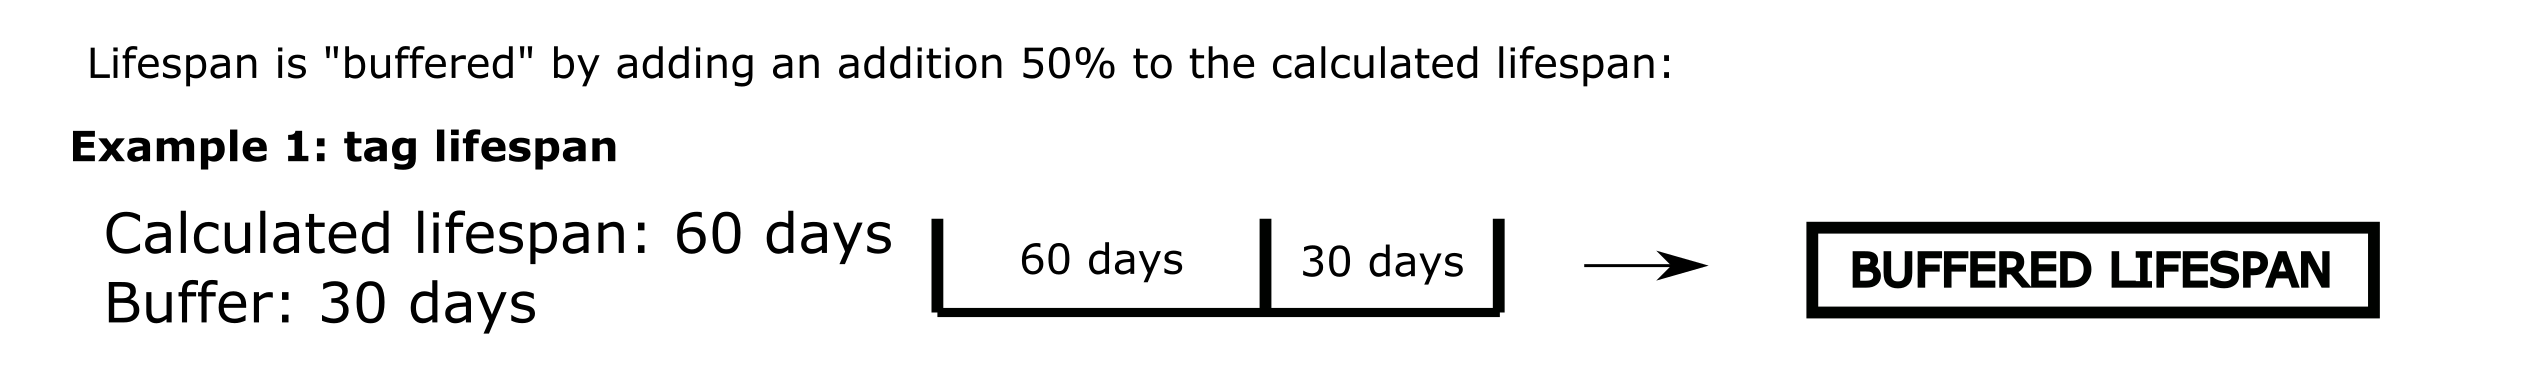 Lifespan is "buffered" by adding an addition 50% to the calculated lifespan:
Example 1: tag lifespan
Calculated lifespan: 60 days
Buffer: 30 days
60 days
30 days
BUFFERED LIFESPAN